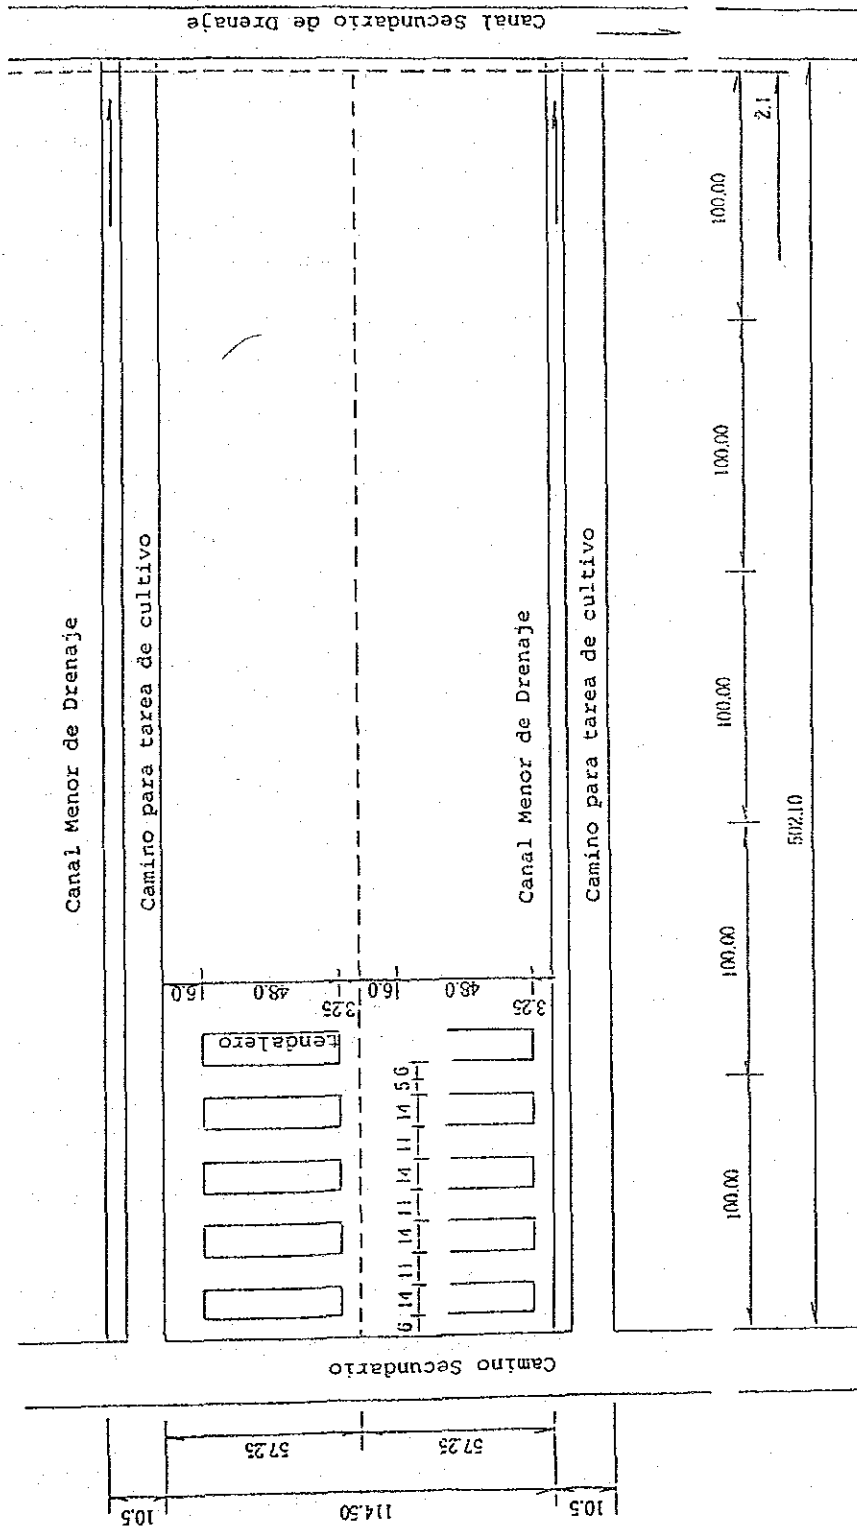 Canal Secundario de Drenaje
Canal Menor de Drenaje
Camino para tarea de cultivo
Canal Menor de Drenaje
Camino para tarea de cultivo
6.0
48.0
3.25
6.0
48.0
3.25
tendalero
6 14 11 14 11 14 11 14 5 6
Camino Secundario
100.00
100.00
100.00
100.00
100.00
2.1
502.10
57.25
57.25
10.5
114.50
10.5